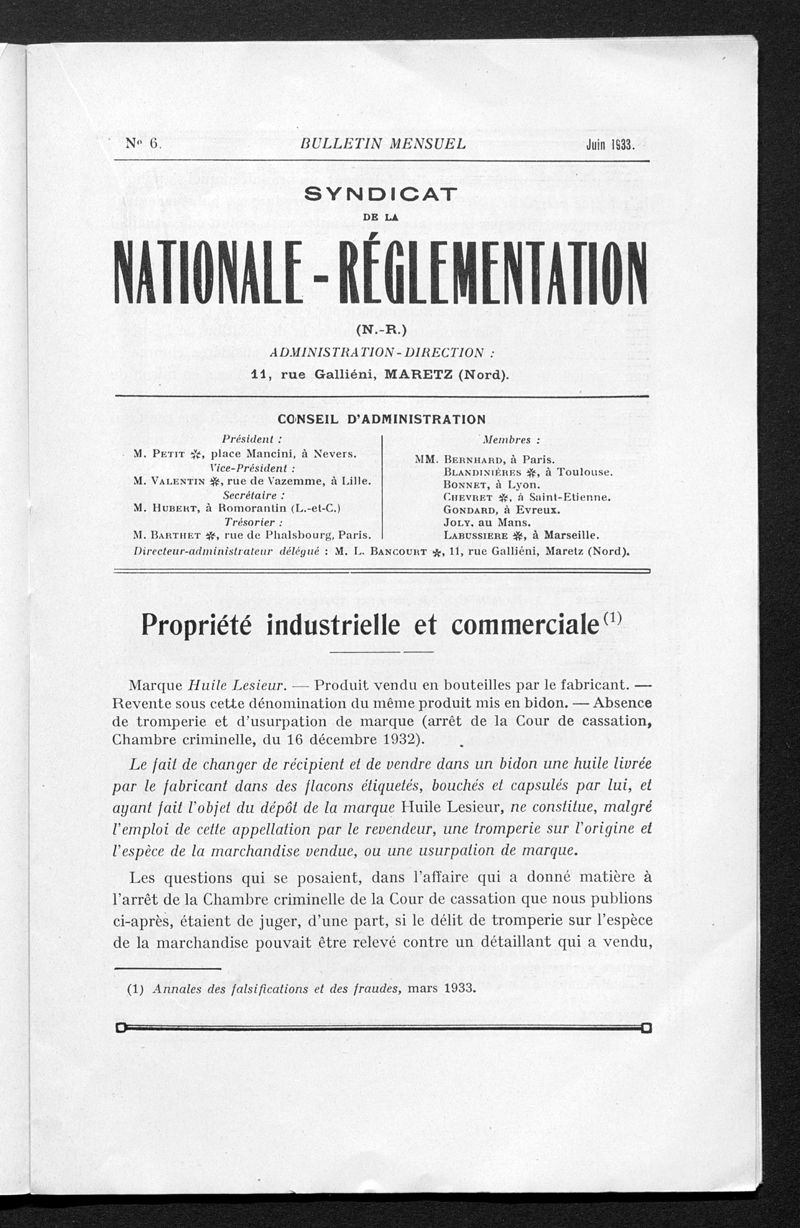 No 6.
BULLETIN MENSUEL
Juin 1933.
SYNDICAT
DE LA
NATIONALE-RÉGLEMENTATION
(N.-R.)
ADMINISTRATION-DIRECTION :
11, rue Galliéni, MARETZ (Nord).
CONSEIL D'ADMINISTRATION
Président :
M. PETIT ✻, place Mancini, à Nevers.
Vice-Président :
M. VALENTIN ✻, rue de Vazemme, à Lille.
Secrétaire :
M. HUBERT, à Romorantin (L.-et-C.)
Trésorier :
M. BARTHET ✻, rue de Phalsbourg, Paris.
Membres :
MM. BERNHARD, à Paris.
BLANDINIÈRES ✻, à Toulouse.
BONNET, à Lyon.
CHEVRET ✻, à Saint-Etienne.
GONDARD, à Evreux.
JOLY, au Mans.
LABUSSIERE ✻, à Marseille.
Directeur-administrateur délégué : M. L. BANCOURT ✻, 11, rue Galliéni, Maretz (Nord).
Propriété industrielle et commerciale (1)
Marque Huile Lesieur. — Produit vendu en bouteilles par le fabricant. —
Revente sous cette dénomination du même produit mis en bidon. — Absence
de tromperie et d'usurpation de marque (arrêt de la Cour de cassation,
Chambre criminelle, du 16 décembre 1932).
Le fait de changer de récipient et de vendre dans un bidon une huile livrée
par le fabricant dans des flacons étiquetés, bouchés et capsulés par lui, et
ayant fait l'objet du dépôt de la marque Huile Lesieur, ne constitue, malgré
l'emploi de cette appellation par le revendeur, une tromperie sur l'origine et
l'espèce de la marchandise vendue, ou une usurpation de marque.
Les questions qui se posaient, dans l'affaire qui a donné matière à
l'arrêt de la Chambre criminelle de la Cour de cassation que nous publions
ci-après, étaient de juger, d'une part, si le délit de tromperie sur l'espèce
de la marchandise pouvait être relevé contre un détaillant qui a vendu,
(1) Annales des falsifications et des fraudes, mars 1933.